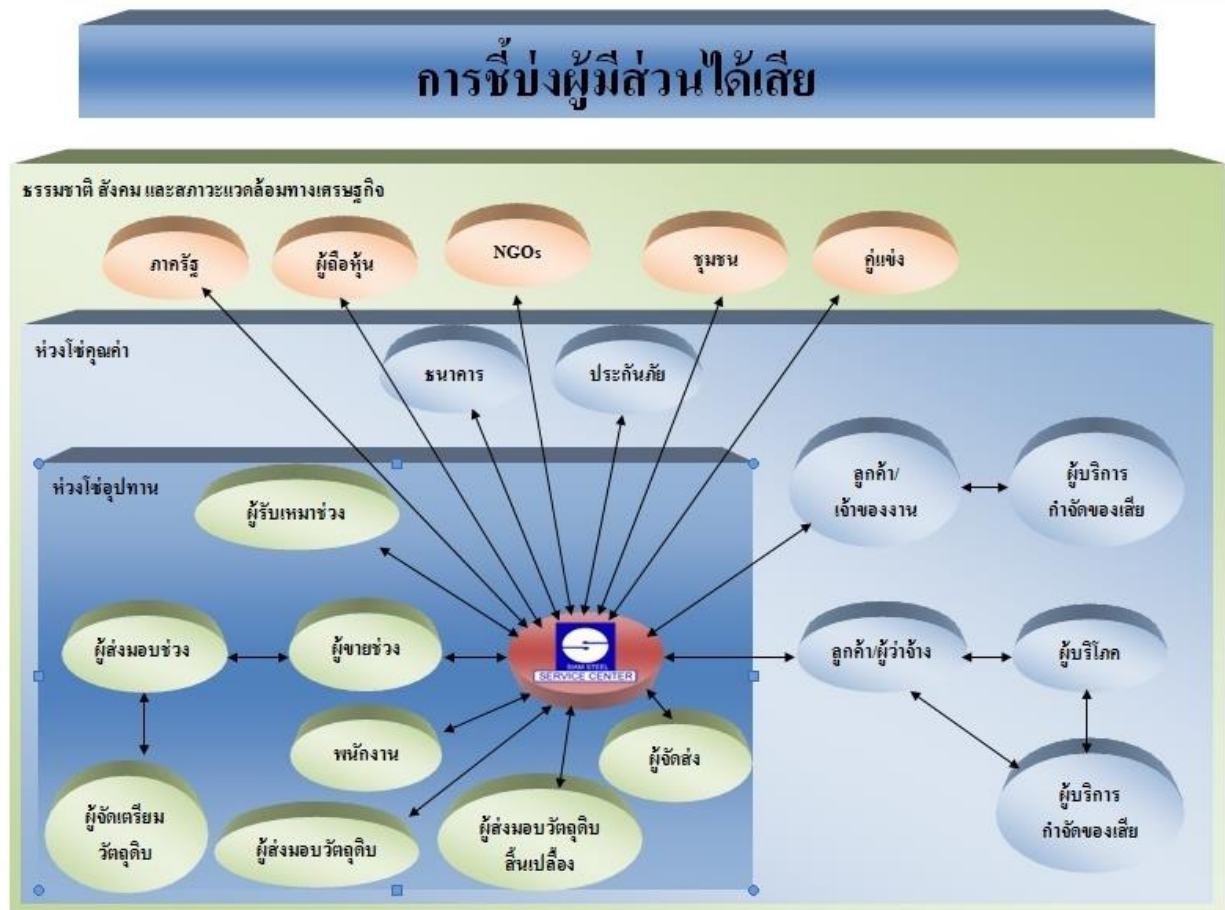 การชี้บ่งผู้มีส่วนได้เสีย
ธรรมชาติ สังคม และสภาวะแวดล้อมทางเศรษฐกิจ
ภาครัฐ
ผู้ถือหุ้น
NGOs
ชุมชน
คู่แข่ง
ห่วงโซ่คุณค่า
ธนาคาร
ประกันภัย
ลูกค้า/
เจ้าของงาน
ผู้บริการ
กำจัดของเสีย
ห่วงโซ่อุปทาน
ผู้รับเหมาช่วง
ผู้ส่งมอบช่วง
ผู้ขายช่วง
SIAM STEEL
SERVICE CENTER
ลูกค้า/ผู้ว่าจ้าง
ผู้บริโภค
พนักงาน
ผู้จัดส่ง
ผู้จัดเตรียม
วัตถุดิบ
ผู้ส่งมอบวัตถุดิบ
ผู้ส่งมอบวัตถุดิบ
สิ้นเปลือง
ผู้บริการ
กำจัดของเสีย